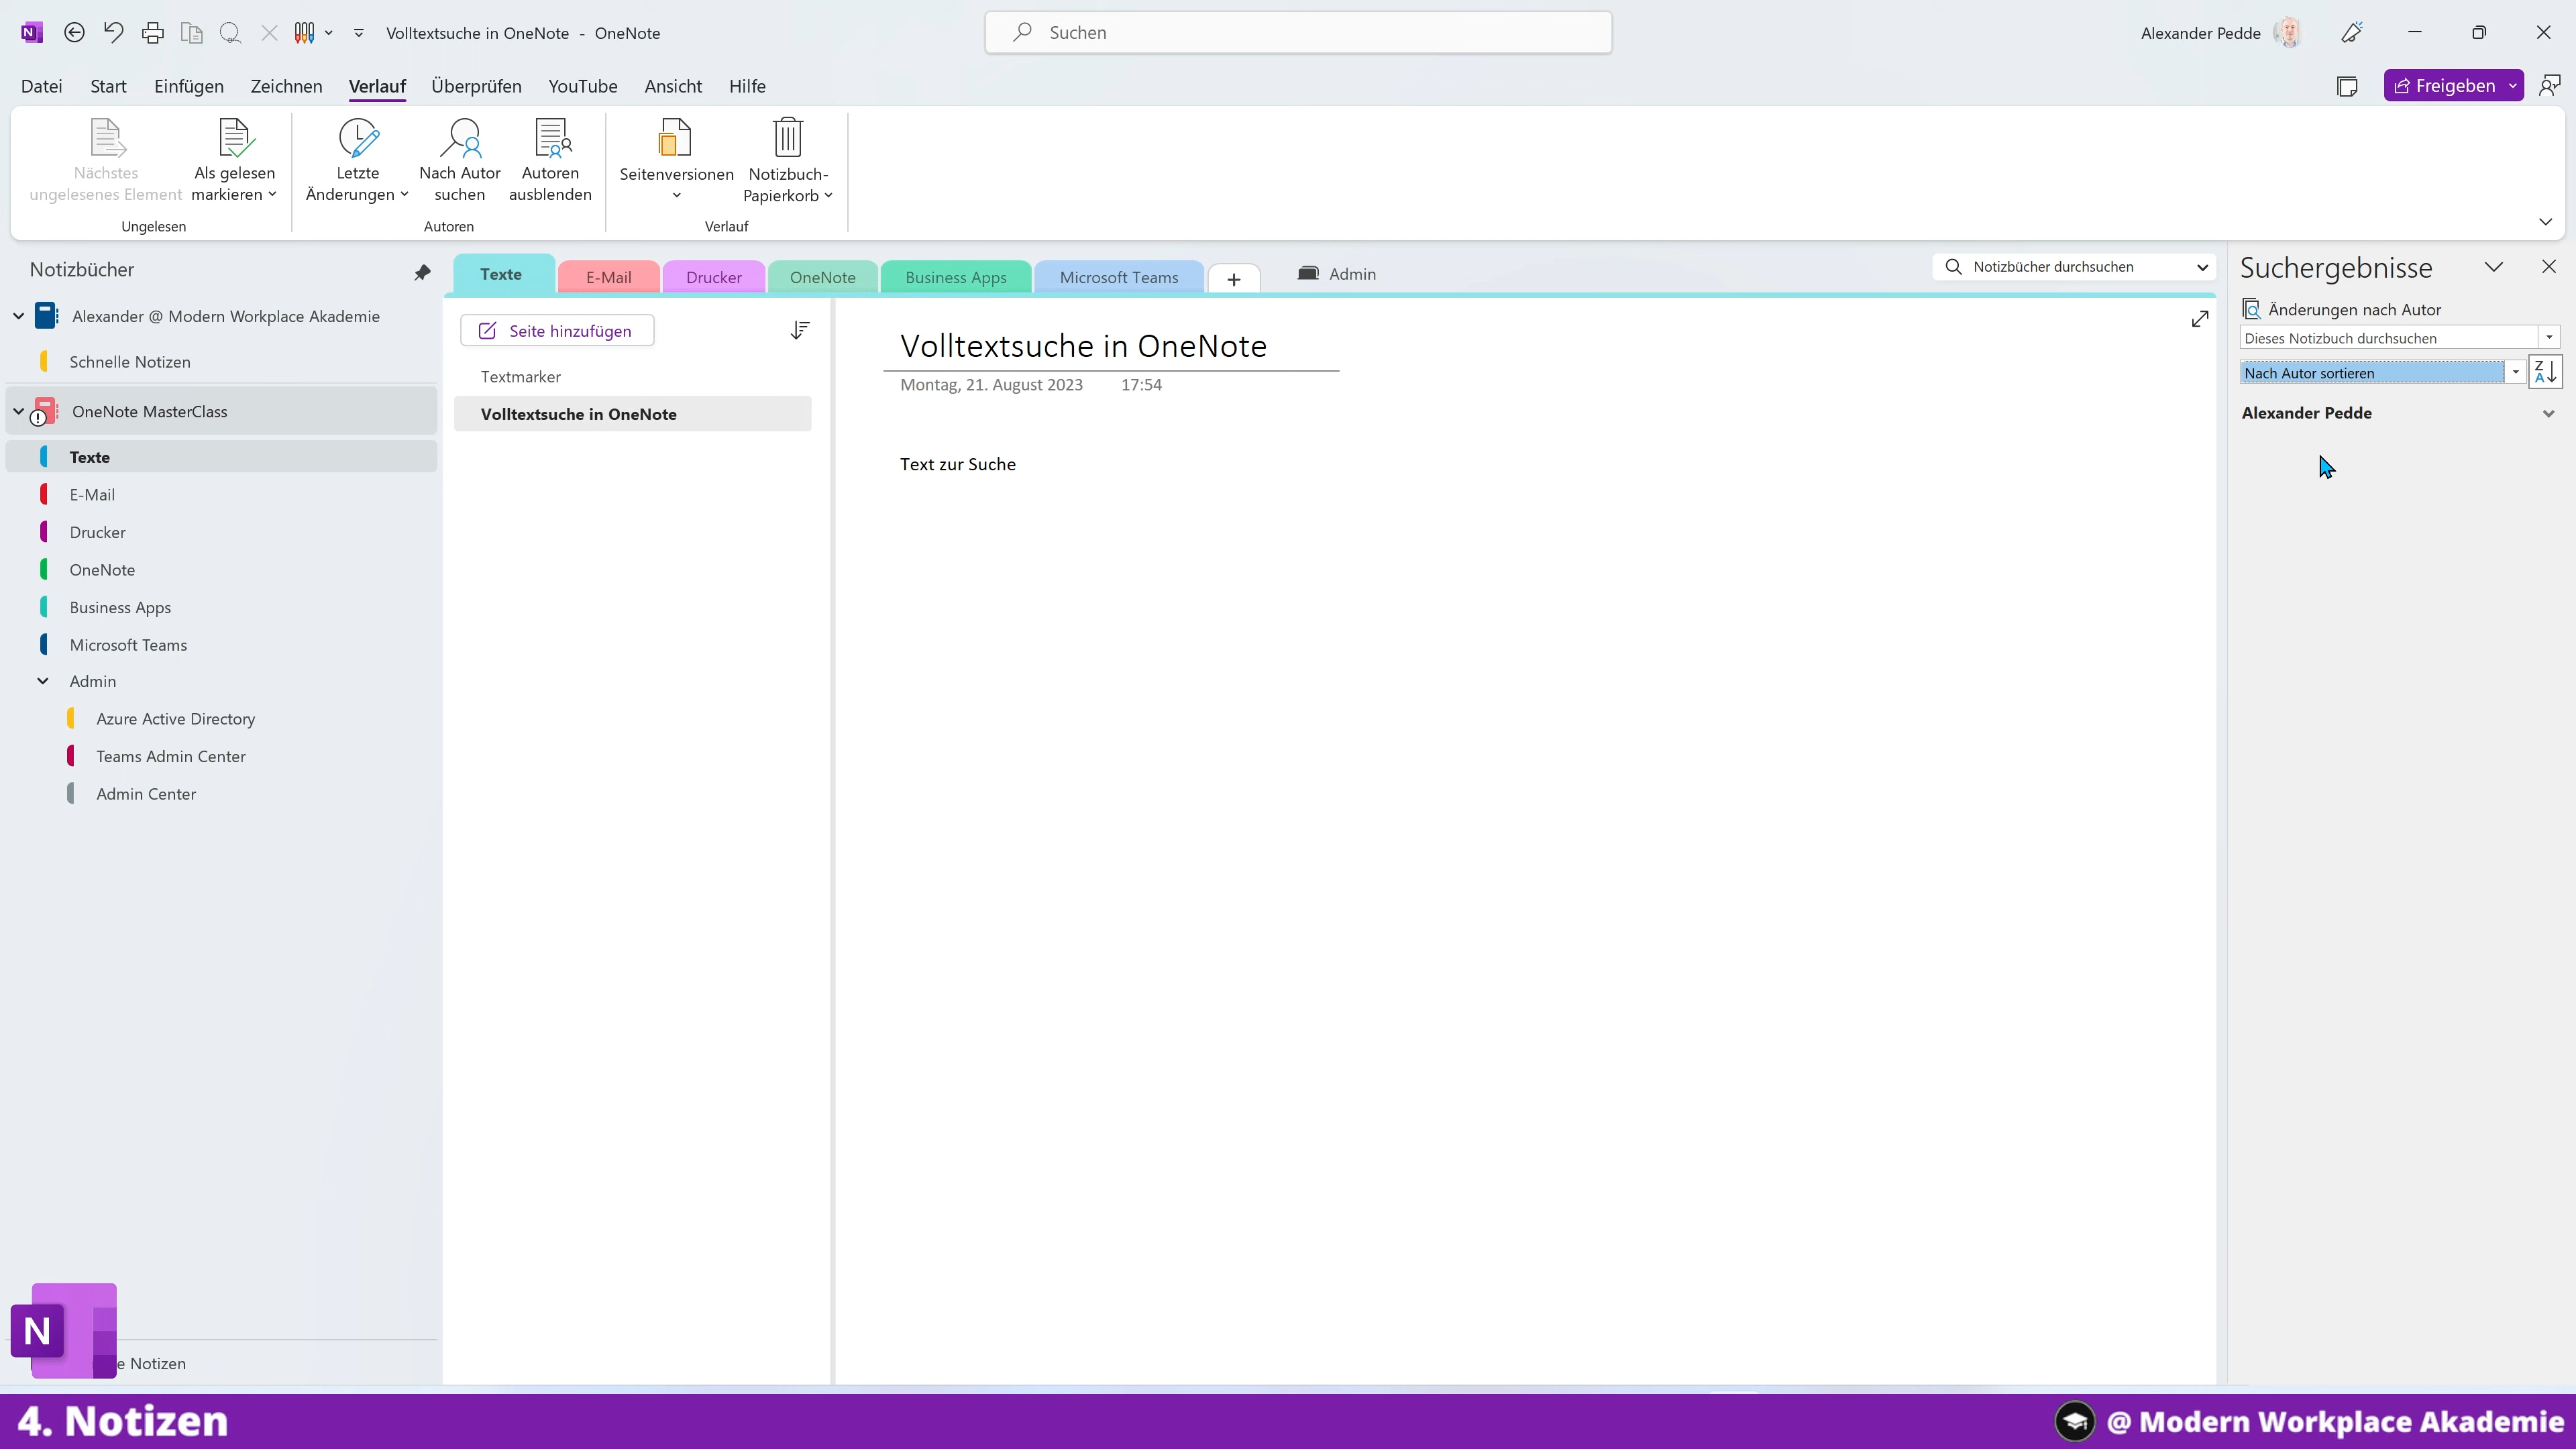 Volltextsuche in OneNote - OneNote
Suchen
Alexander Pedde
Datei Start Einfügen Zeichnen Verlauf Überprüfen YouTube Ansicht Hilfe
Freigeben
Nächstes
ungelesenes Element
Als gelesen
markieren
Ungelesen
Letzte
Änderungen
Nach Autor
suchen
Autoren
ausblenden
Autoren
Seitenversionen
Notizbuch-
Papierkorb
Verlauf
Notizbücher
Alexander @ Modern Workplace Akademie
Schnelle Notizen
OneNote MasterClass
Texte
E-Mail
Drucker
OneNote
Business Apps
Microsoft Teams
Admin
Azure Active Directory
Teams Admin Center
Admin Center
e Notizen
Texte E-Mail Drucker OneNote Business Apps Microsoft Teams + Admin
Notizbücher durchsuchen
Seite hinzufügen
Textmarker
Volltextsuche in OneNote
Volltextsuche in OneNote
Montag, 21. August 2023 17:54
Text zur Suche
Suchergebnisse
Änderungen nach Autor
Dieses Notizbuch durchsuchen
Nach Autor sortieren
Z
A
Alexander Pedde
N
4. Notizen
@ Modern Workplace Akademie